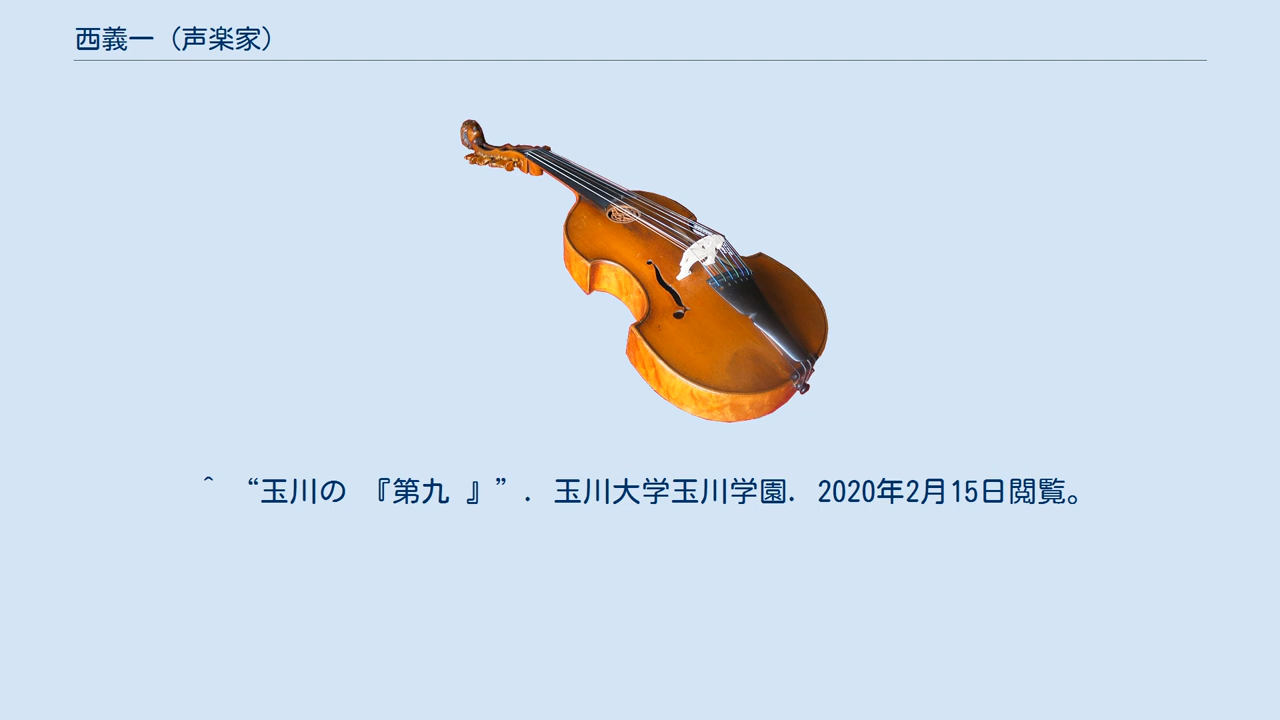 西義一（声楽家）
^ “玉川の 『第九 』”. 玉川大学玉川学園. 2020年2月15日閲覧。